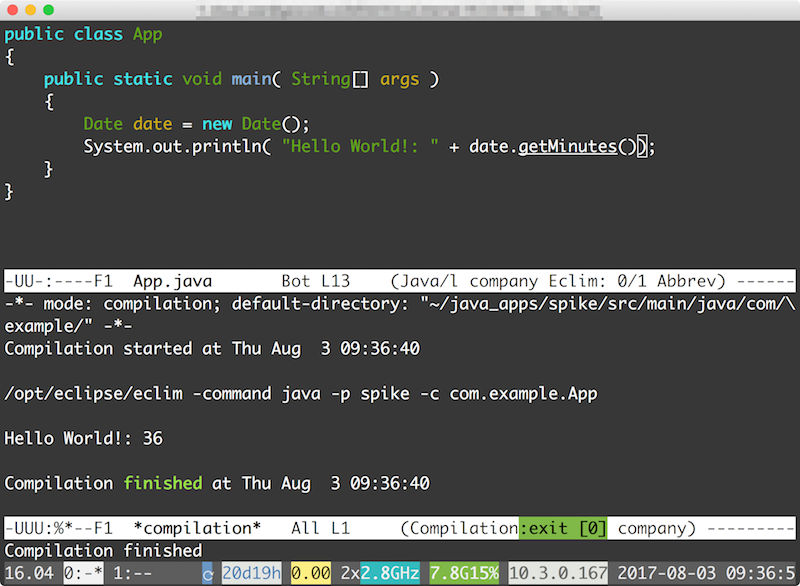 public class App
{
    public static void main( String[] args )
    {
        Date date = new Date();
        System.out.println( "Hello World!: " + date.getMinutes());
    }
}
-UU-:----F1  App.java       Bot L13    (Java/l company Eclim: 0/1 Abbrev) ------
-*- mode: compilation; default-directory: "~/java_apps/spike/src/main/java/com/\
example/" -*-
Compilation started at Thu Aug  3 09:36:40
/opt/eclipse/eclim -command java -p spike -c com.example.App
Hello World!: 36
Compilation finished at Thu Aug  3 09:36:40
-UUU:%*--F1  *compilation*   All L1     (Compilation:exit [0] company) ---------
Compilation finished
16.04 0:-* 1:-- 20d19h 0.00 2x2.8GHz 7.8G15% 10.3.0.167 2017-08-03 09:36:5